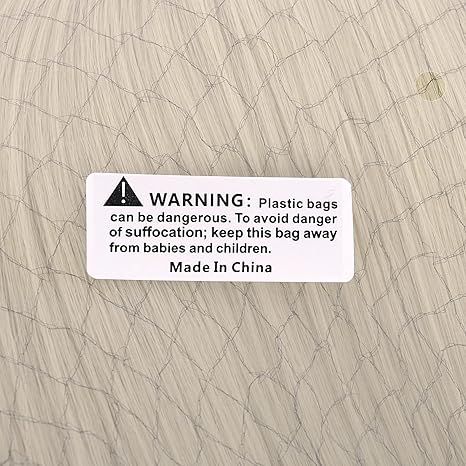 WARNING: Plastic bags
can be dangerous. To avoid danger
of suffocation; keep this bag away
from babies and children.
Made In China